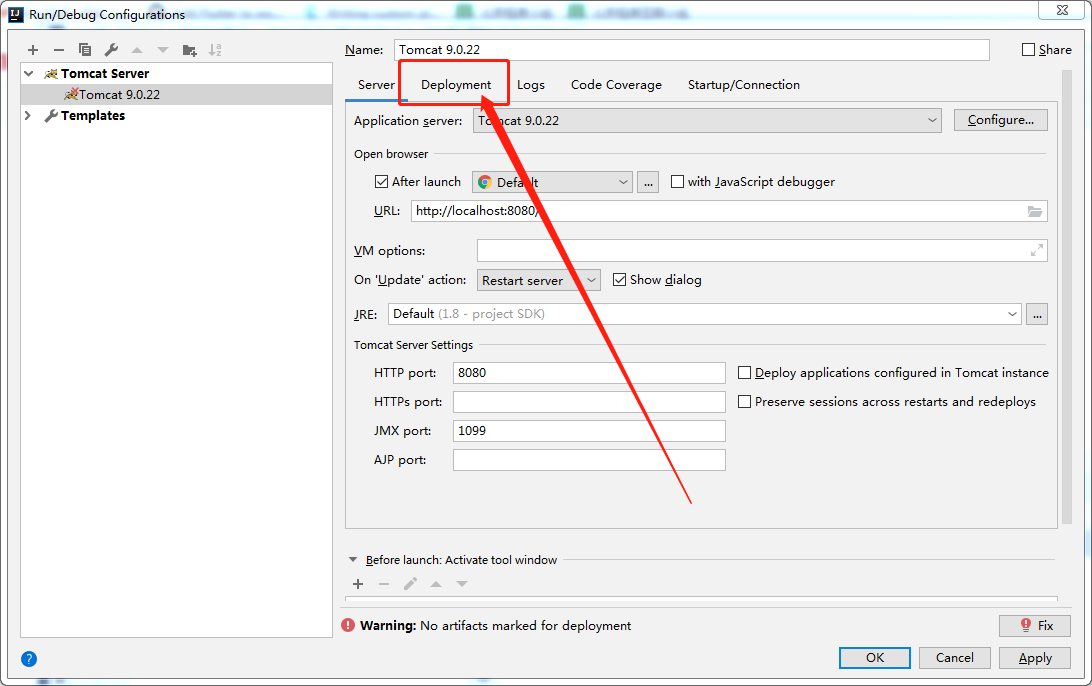 Run/Debug Configurations
Name: Tomcat 9.0.22
Share
Tomcat Server
Tomcat 9.0.22
Templates
Server Deployment Logs Code Coverage Startup/Connection
Application server: Tomcat 9.0.22 Configure...
Open browser
After launch Default ... with JavaScript debugger
URL: http://localhost:8080/
VM options:
On 'Update' action: Restart server Show dialog
JRE: Default (1.8 - project SDK) ...
Tomcat Server Settings
HTTP port: 8080 Deploy applications configured in Tomcat instance
HTTPs port: Preserve sessions across restarts and redeploys
JMX port: 1099
AJP port:
Before launch: Activate tool window
Warning: No artifacts marked for deployment Fix
? OK Cancel Apply